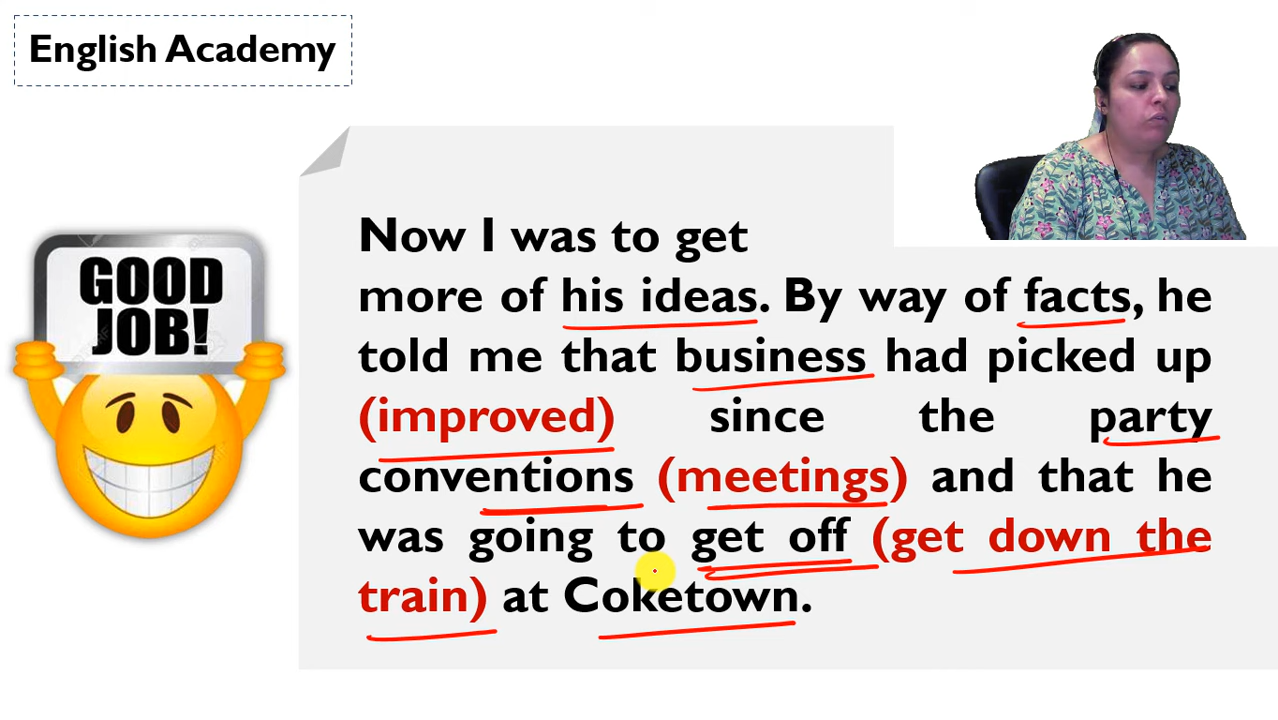 English Academy
GOOD
JOB!
Now I was to get
more of his ideas. By way of facts, he
told me that business had picked up
(improved) since the party
conventions (meetings) and that he
was going to get off (get down the
train) at Coketown.